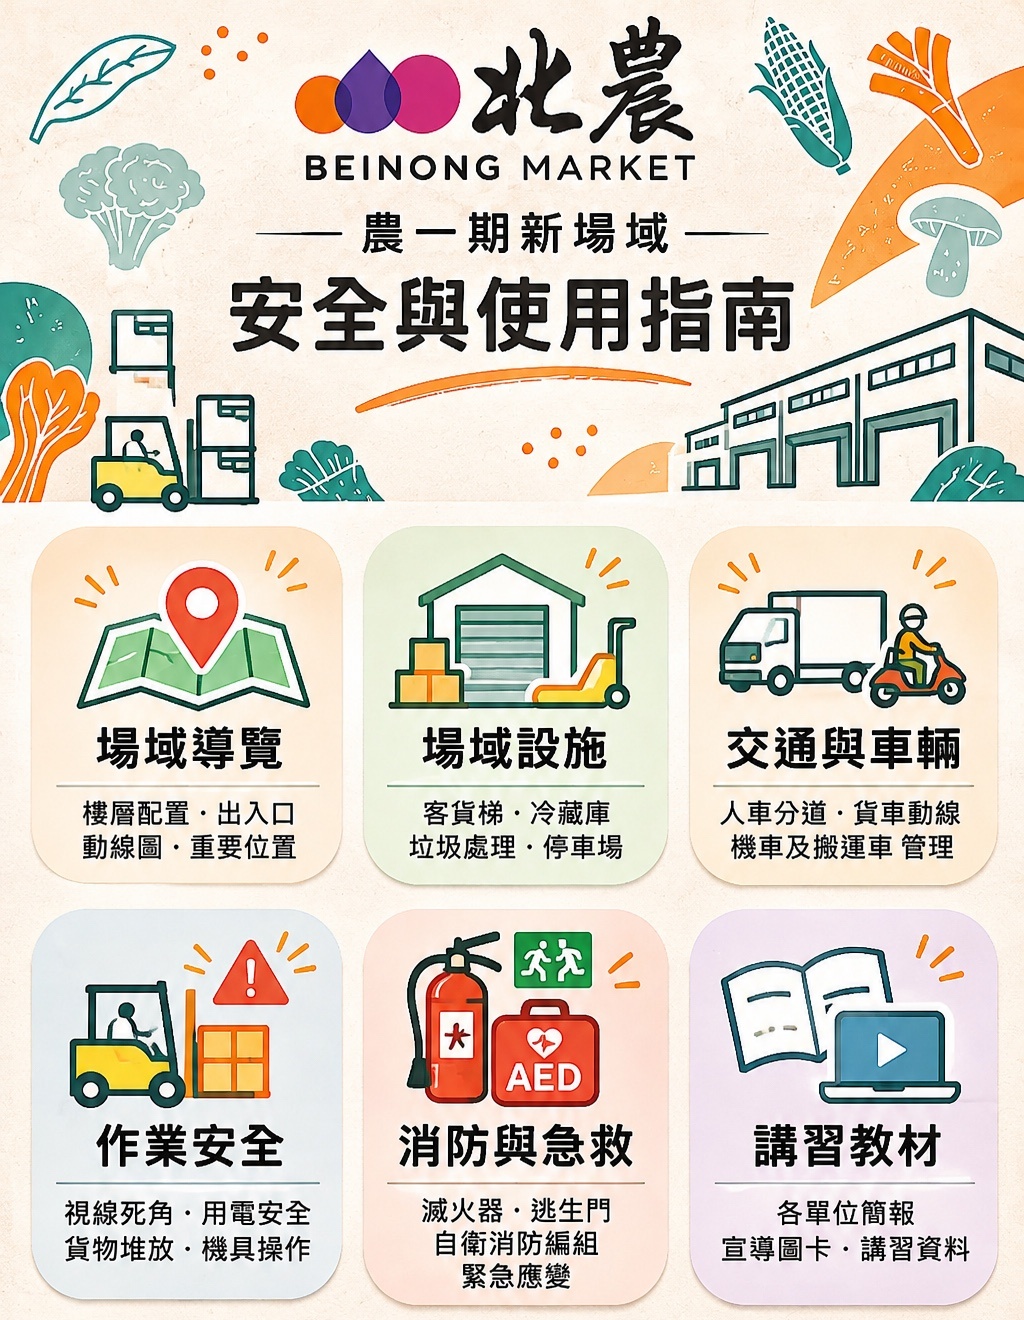 北農
BEINONG MARKET
農一期新場域
安全與使用指南
場域導覽
樓層配置·出入口
動線圖·重要位置
場域設施
客貨梯·冷藏庫
垃圾處理·停車場
交通與車輛
人車分道·貨車動線
機車及搬運車 管理
作業安全
視線死角·用電安全
貨物堆放·機具操作
AED
消防與急救
滅火器·逃生門
自衛消防編組
緊急應變
講習教材
各單位簡報
宣導圖卡·講習資料